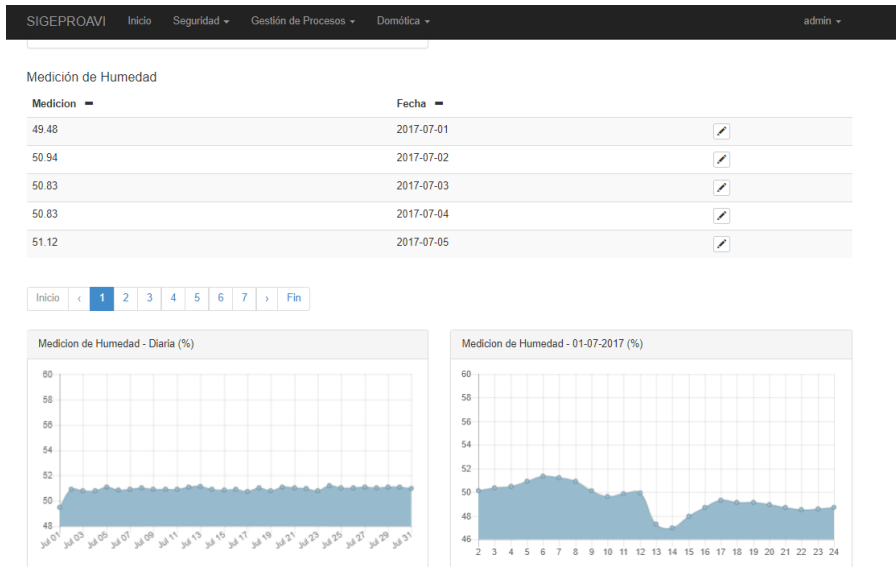 SIGEPROAVI Inicio Seguridad Gestión de Procesos Domótica admin
Medición de Humedad
Medicion Fecha
49.48 2017-07-01
50.94 2017-07-02
50.83 2017-07-03
50.83 2017-07-04
51.12 2017-07-05
Inicio ‹ 1 2 3 4 5 6 7 › Fin
Medicion de Humedad - Diaria (%)
60
58
56
54
52
50
48
Jul 01 Jul 03 Jul 05 Jul 07 Jul 09 Jul 11 Jul 13 Jul 15 Jul 17 Jul 19 Jul 21 Jul 23 Jul 25 Jul 27 Jul 29 Jul 31
Medicion de Humedad - 01-07-2017 (%)
60
58
56
54
52
50
48
46
2 3 4 5 6 7 8 9 10 11 12 13 14 15 16 17 18 19 20 21 22 23 24